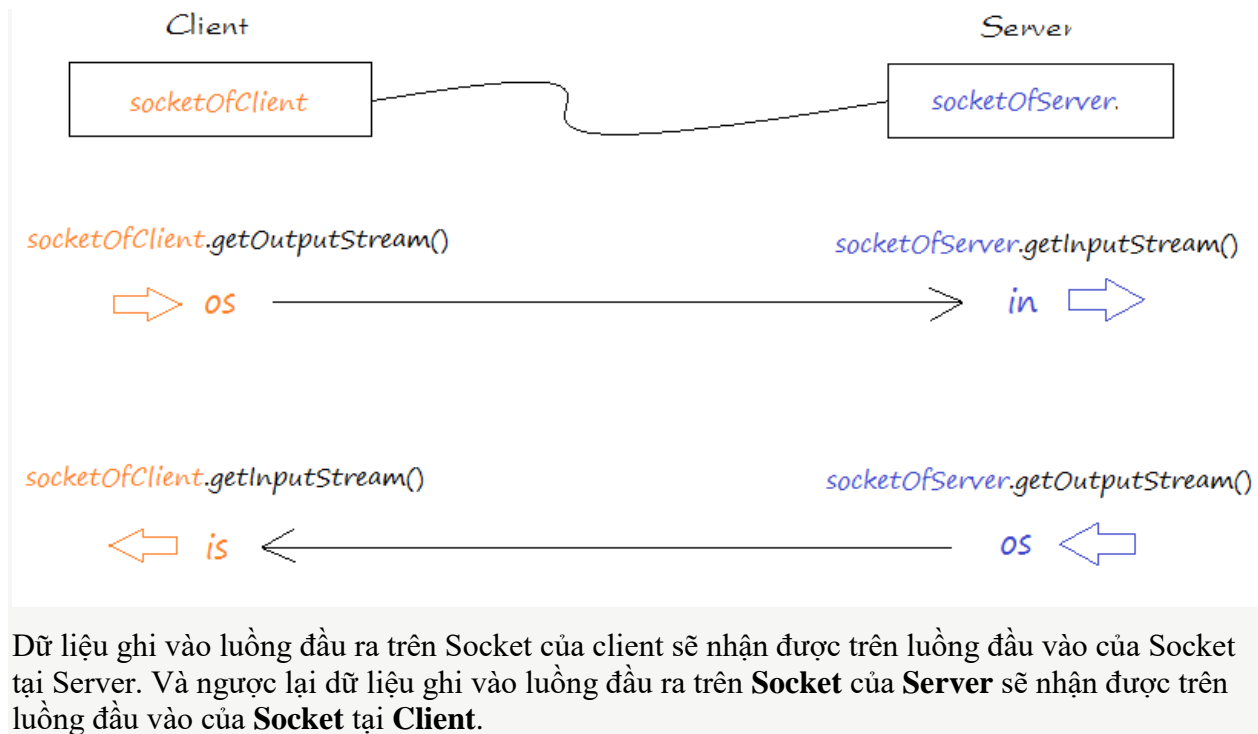 Client
Server
socketOfClient
socketOfServer.
socketOfClient.getOutputStream()
socketOfServer.getInputStream()
os
in
socketOfClient.getInputStream()
socketOfServer.getOutputStream()
is
os
Dữ liệu ghi vào luồng đầu ra trên Socket của client sẽ nhận được trên luồng đầu vào của Socket
tại Server. Và ngược lại dữ liệu ghi vào luồng đầu ra trên Socket của Server sẽ nhận được trên
luồng đầu vào của Socket tại Client.